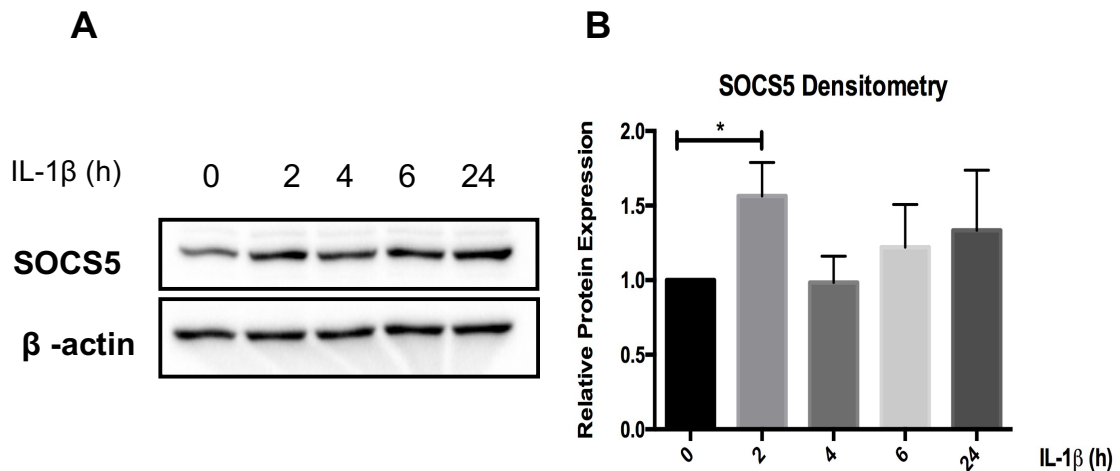 A
IL-1β (h) 0 2 4 6 24
SOCS5
β -actin
B
SOCS5 Densitometry
Relative Protein Expression
2.0
*
1.5
1.0
0.5
0.0
0 2 4 6 24 IL-1β (h)